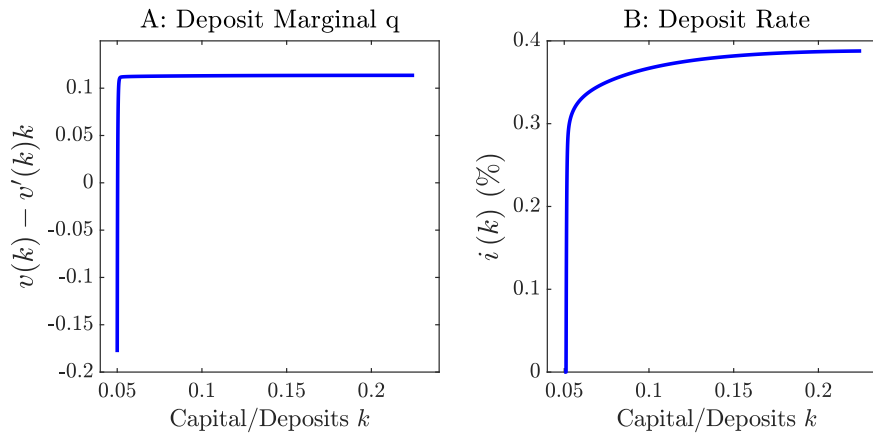 A: Deposit Marginal q
v(k) − v′(k)k
0.1
0.05
0
-0.05
-0.1
-0.15
-0.2
0.05 0.1 0.15 0.2
Capital/Deposits k
B: Deposit Rate
i (k) (%)
0.4
0.3
0.2
0.1
0
0.05 0.1 0.15 0.2
Capital/Deposits k